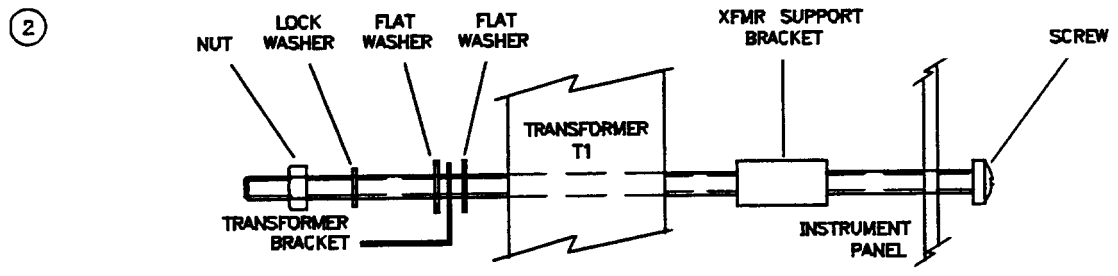 2
NUT
LOCK
WASHER
FLAT
WASHER
FLAT
WASHER
XFMR SUPPORT
BRACKET
SCREW
TRANSFORMER
T1
TRANSFORMER
BRACKET
INSTRUMENT
PANEL